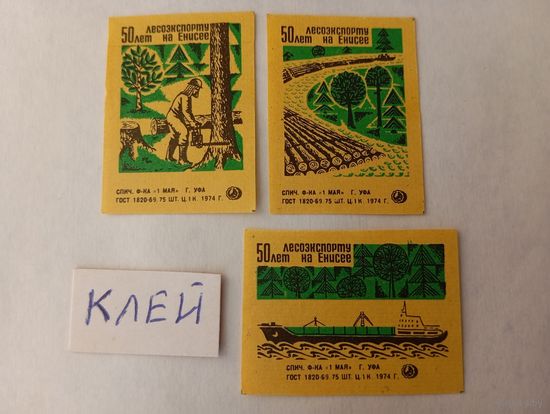 50 лет лесоэкспорту
на Енисее
СПИЧ. Ф-КА «1 МАЯ» Г. УФА
ГОСТ 1820-69. 75 ШТ. Ц. 1 К. 1974 Г.
50 лет лесоэкспорту
на Енисее
СПИЧ. Ф-КА «1 МАЯ» Г. УФА
ГОСТ 1820-69. 75 ШТ. Ц. 1 К. 1974 Г.
50 лет лесоэкспорту
на Енисее
СПИЧ. Ф-КА «1 МАЯ» Г. УФА
ГОСТ 1820-69. 75 ШТ. Ц. 1 К. 1974 Г.
КЛЕЙ